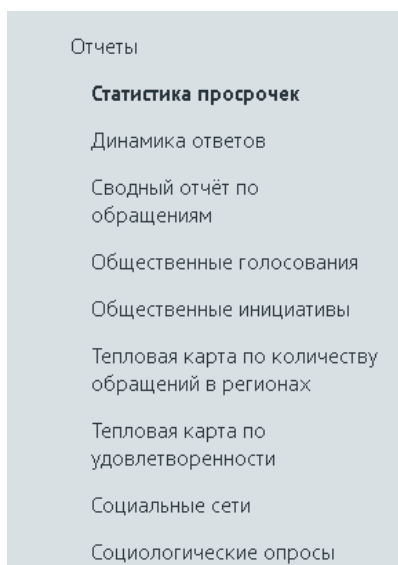 Отчеты
Статистика просрочек
Динамика ответов
Сводный отчёт по
обращениям
Общественные голосования
Общественные инициативы
Тепловая карта по количеству
обращений в регионах
Тепловая карта по
удовлетворенности
Социальные сети
Социологические опросы